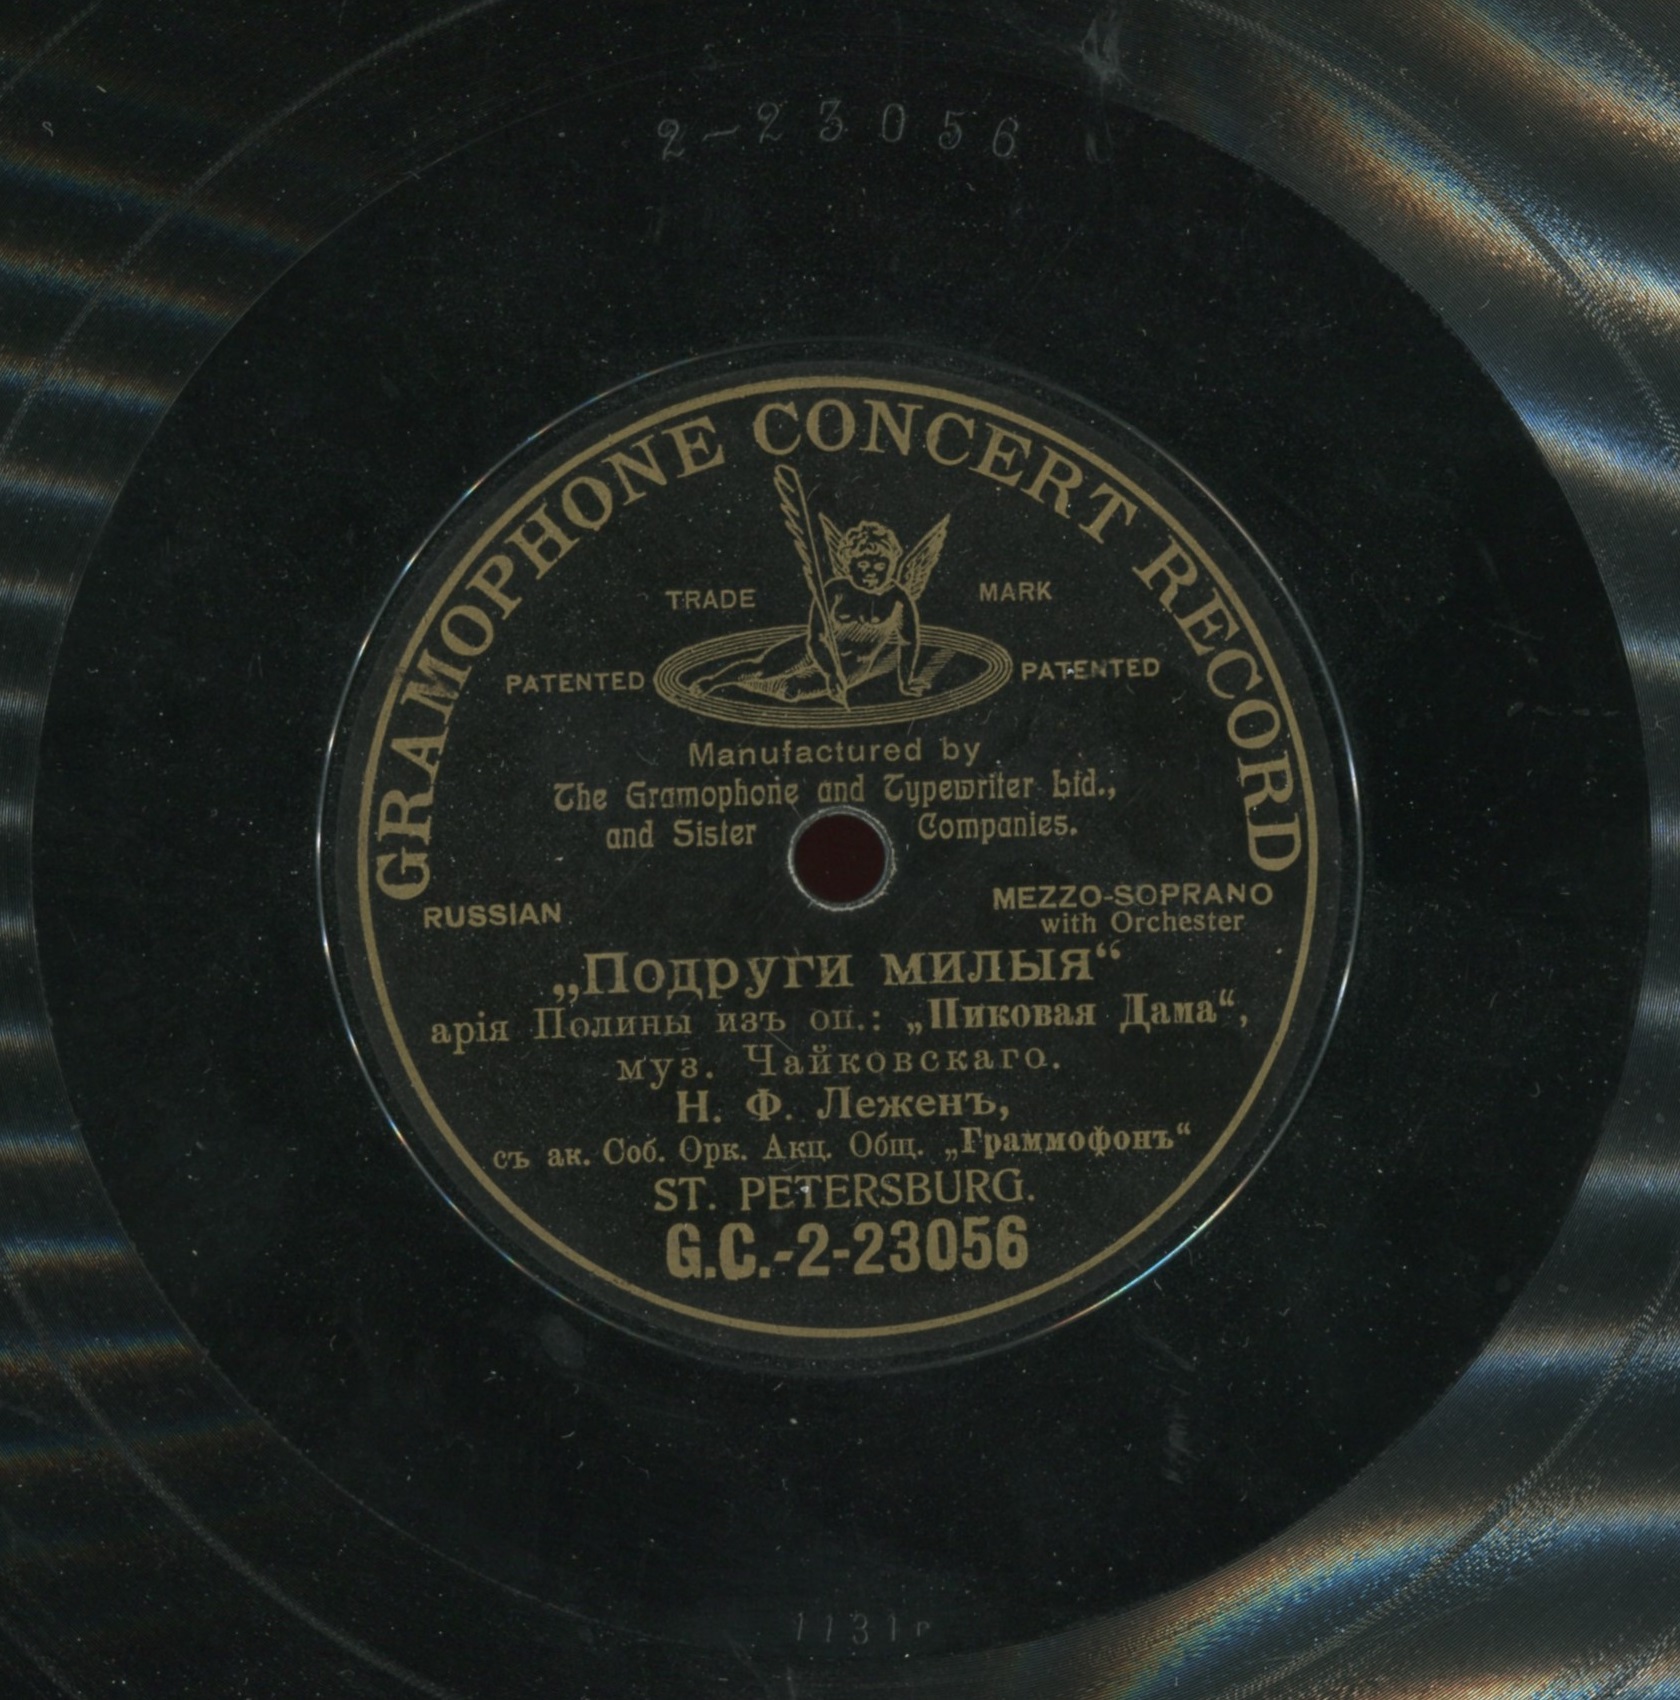 2-23056
GRAMOPHONE CONCERT RECORD
TRADE MARK
PATENTED PATENTED
Manufactured by
The Gramophone and Typewriter Ltd.,
and Sister Companies.
RUSSIAN
MEZZO-SOPRANO
with Orchester
„Подруги милыя“
арія Полины изъ оп.: „Пиковая Дама“,
муз. Чайковскаго.
Н. Ф. Леженъ,
съ ак. Соб. Орк. Акц. Общ. „Граммофонъ“
ST. PETERSBURG.
G.C.-2-23056